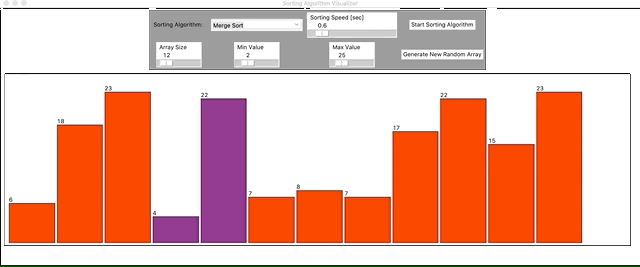 Sorting Algorithm Visualizer
Sorting Algorithm: Merge Sort
Sorting Speed (sec)
0.6
Start Sorting Algorithm
Array Size
12
Min Value
2
Max Value
25
Generate New Random Array
6
18
23
4
22
7
8
7
17
22
15
23